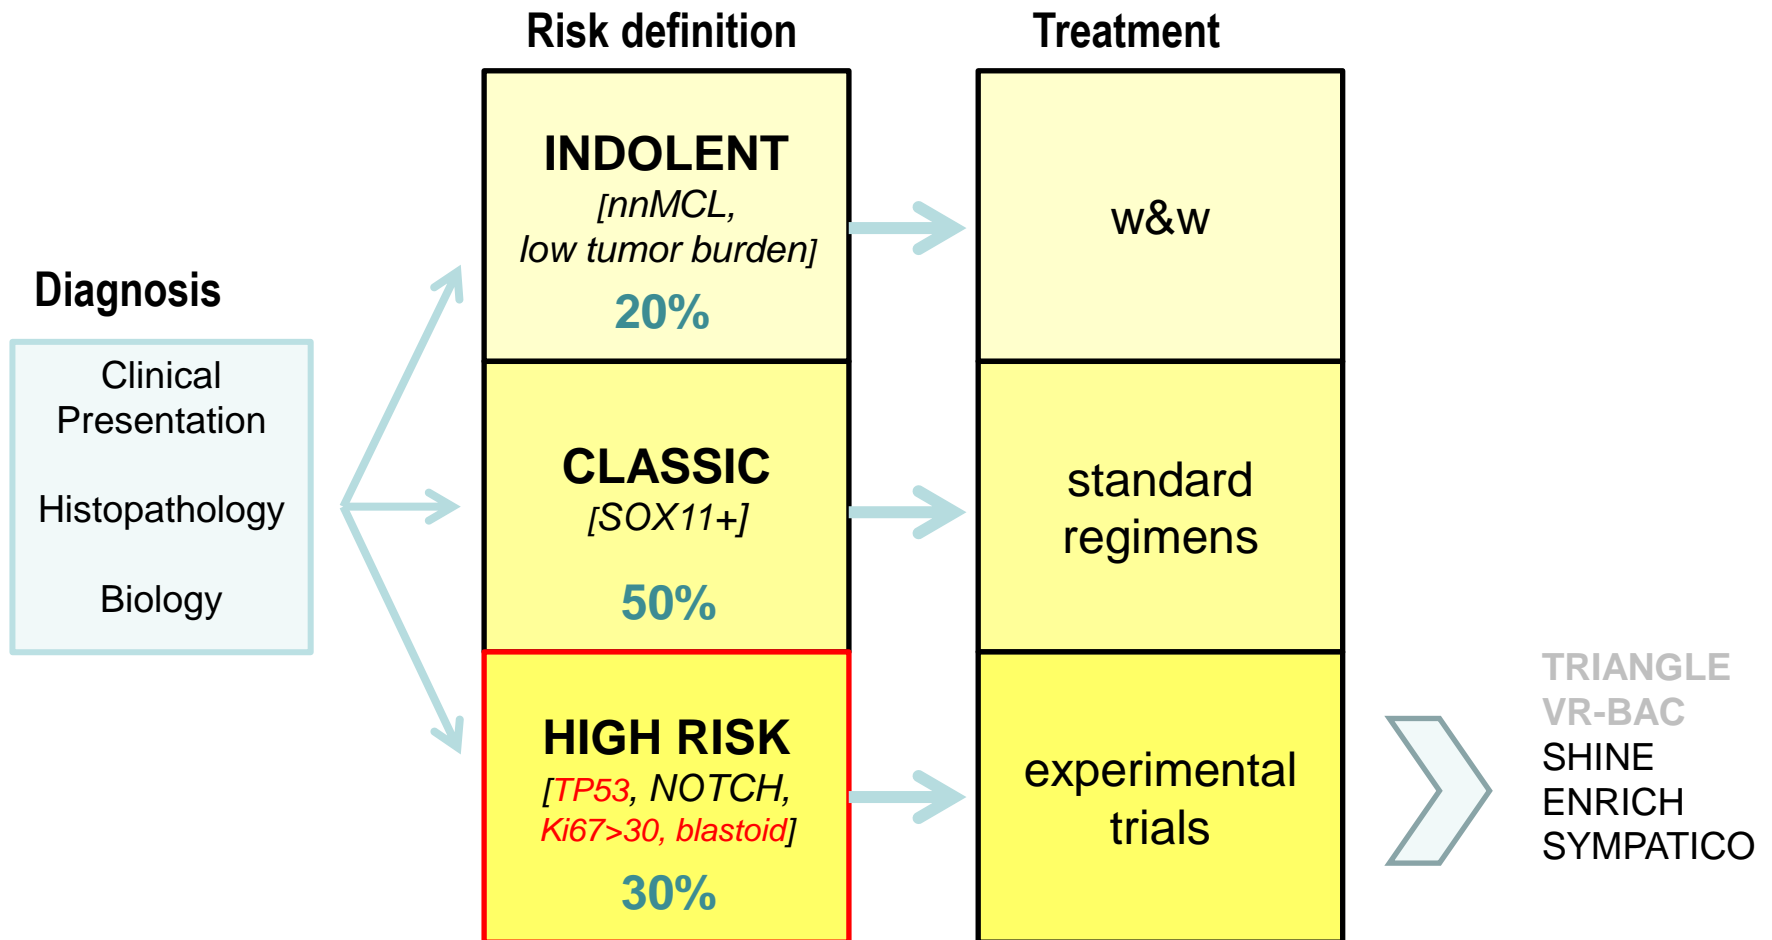 Risk definition
Treatment
Diagnosis
Clinical
Presentation
Histopathology
Biology
INDOLENT
[nnMCL,
low tumor burden]
20%
w&w
CLASSIC
[SOX11+]
50%
standard
regimens
HIGH RISK
[TP53, NOTCH,
Ki67>30, blastoid]
30%
experimental
trials
TRIANGLE
VR-BAC
SHINE
ENRICH
SYMPATICO